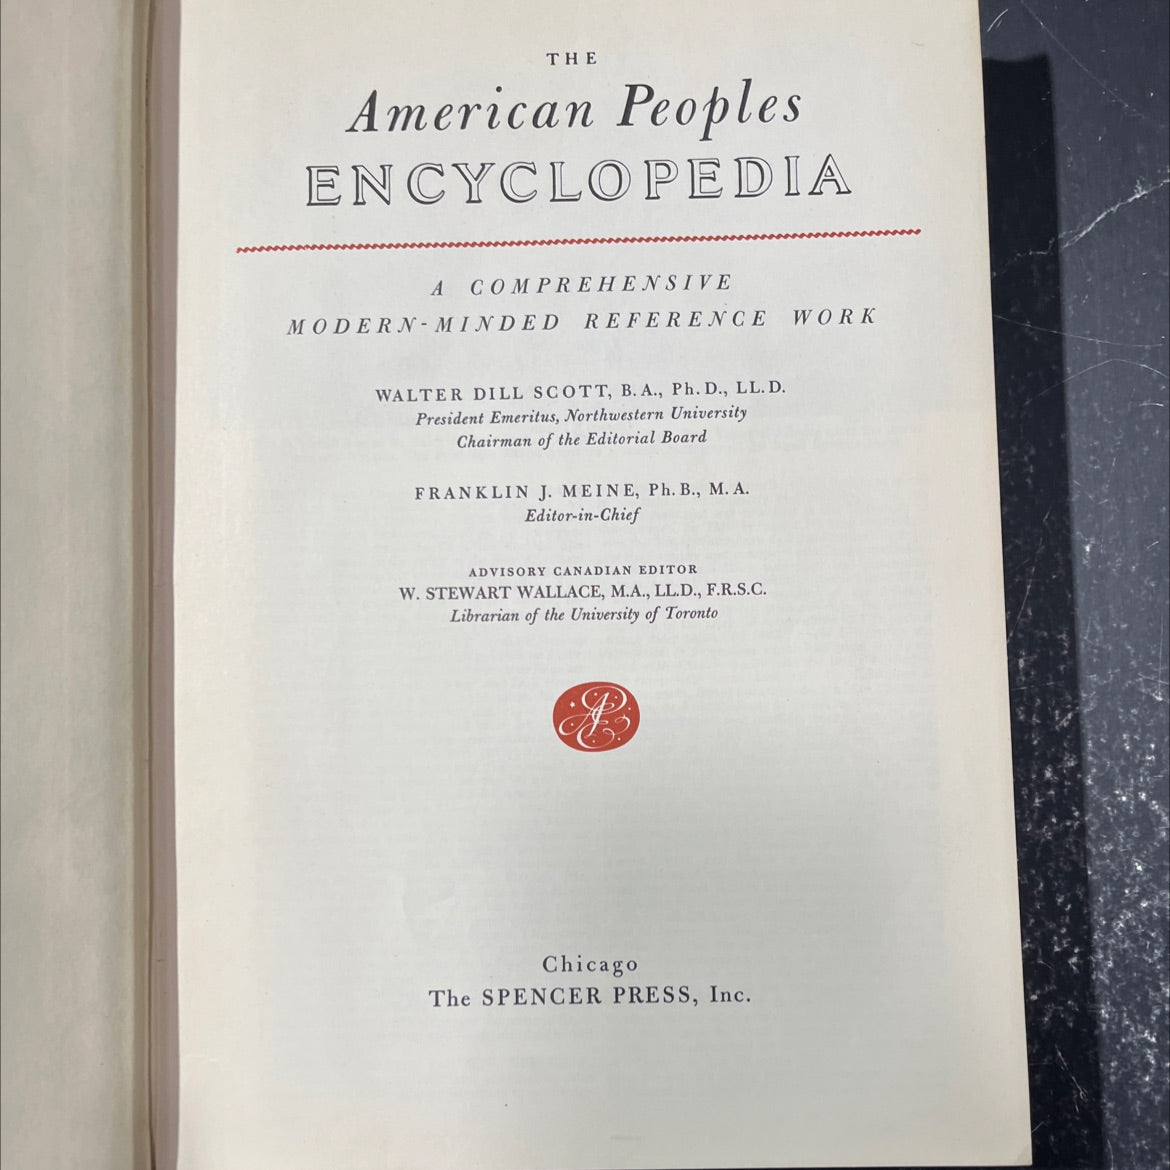 THE
American Peoples
ENCYCLOPEDIA
A COMPREHENSIVE
MODERN-MINDED REFERENCE WORK
WALTER DILL SCOTT, B.A., Ph.D., LL.D.
President Emeritus, Northwestern University
Chairman of the Editorial Board
FRANKLIN J. MEINE, Ph.B., M.A.
Editor-in-Chief
ADVISORY CANADIAN EDITOR
W. STEWART WALLACE, M.A., LL.D., F.R.S.C.
Librarian of the University of Toronto
APE
Chicago
The SPENCER PRESS, Inc.